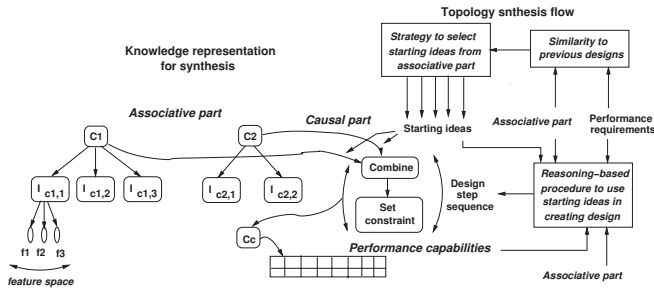 Topology snthesis flow
Knowledge representation
for synthesis
Strategy to select
starting ideas from
associative part
Similarity to
previous designs
Associative part
Causal part
Starting ideas
Associative part
Performance
requirements
C1
C2
Combine
I c1,1
I c1,2
I c1,3
I c2,1
I c2,2
Set
constraint
Design
step
sequence
Reasoning-based
procedure to use
starting ideas in
creating design
f1 f2 f3
feature space
Cc
Performance capabilities
Associative part